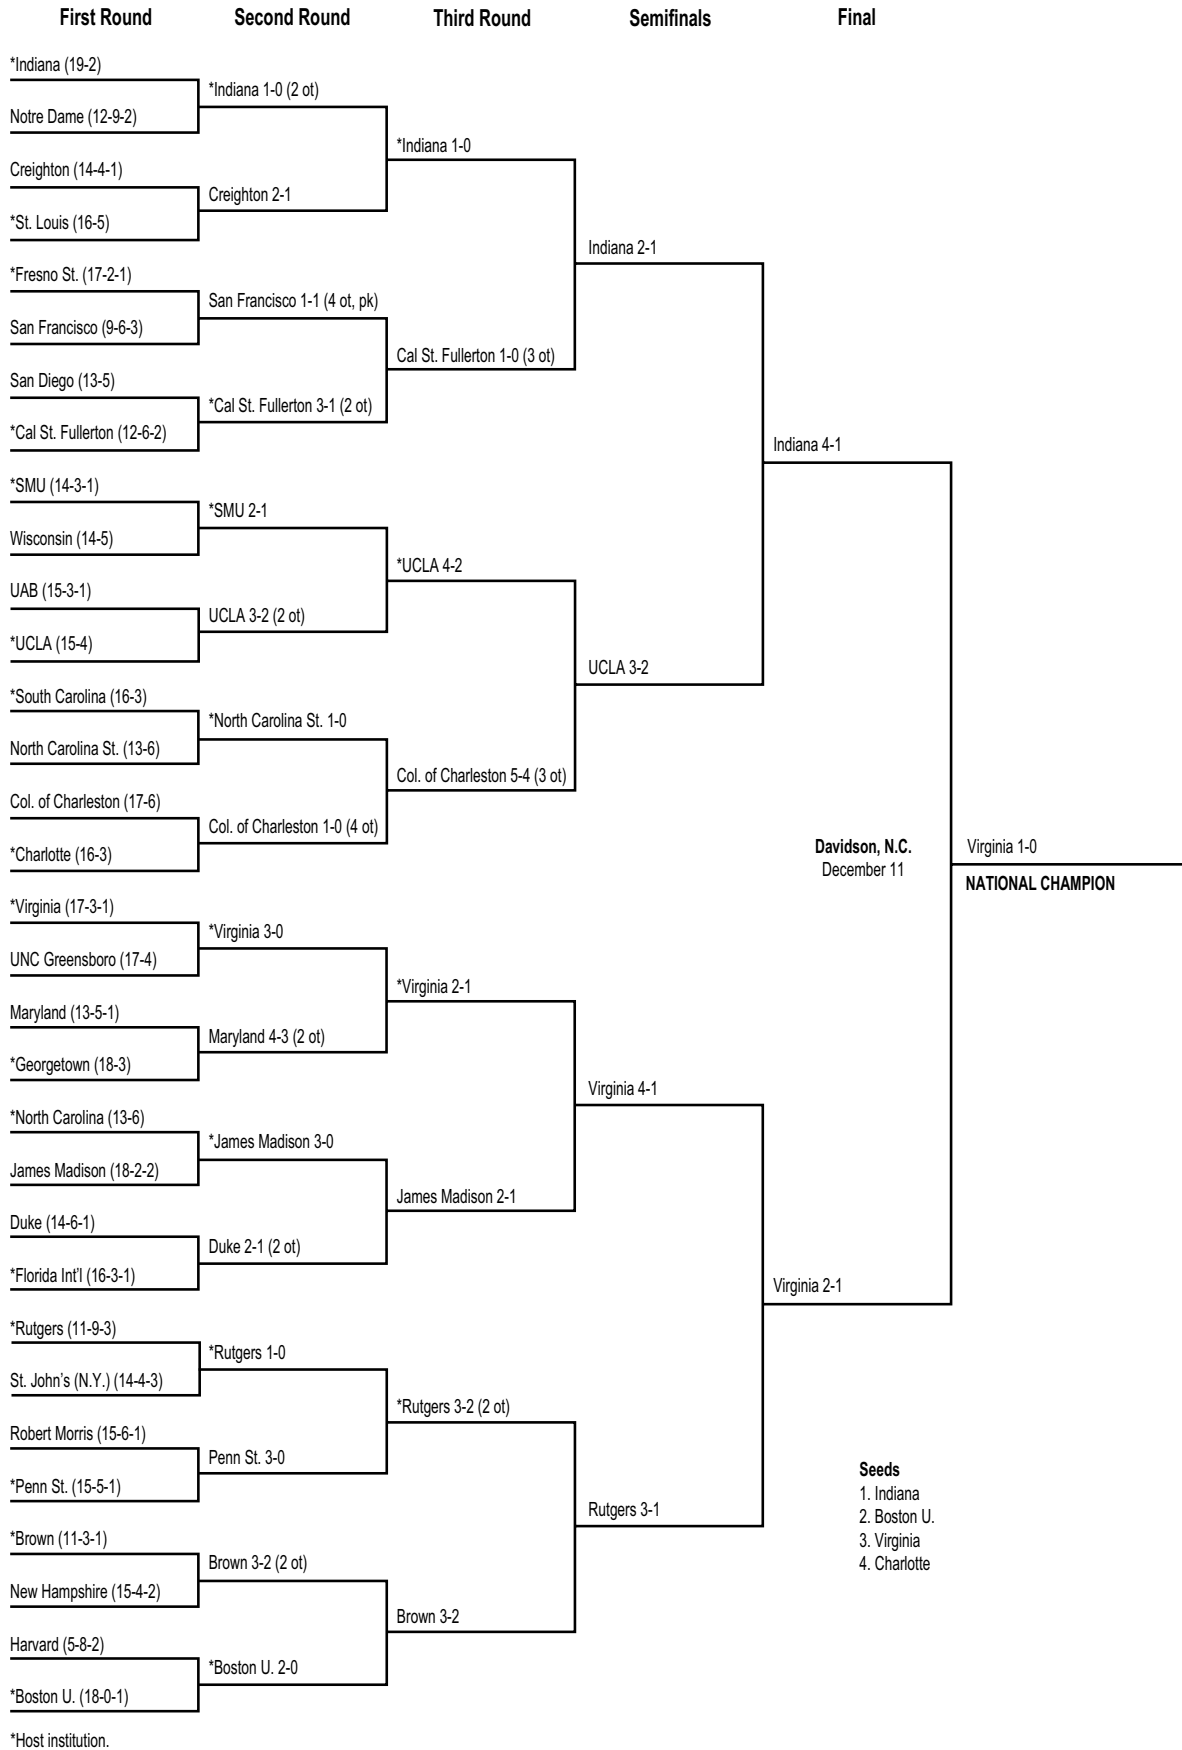 First Round
Second Round
Third Round
Semifinals
Final
*Indiana (19-2)
Notre Dame (12-9-2)
Creighton (14-4-1)
*St. Louis (16-5)
*Fresno St. (17-2-1)
San Francisco (9-6-3)
San Diego (13-5)
*Cal St. Fullerton (12-6-2)
*SMU (14-3-1)
Wisconsin (14-5)
UAB (15-3-1)
*UCLA (15-4)
*South Carolina (16-3)
North Carolina St. (13-6)
Col. of Charleston (17-6)
*Charlotte (16-3)
*Virginia (17-3-1)
UNC Greensboro (17-4)
Maryland (13-5-1)
*Georgetown (18-3)
*North Carolina (13-6)
James Madison (18-2-2)
Duke (14-6-1)
*Florida Int'l (16-3-1)
*Rutgers (11-9-3)
St. John's (N.Y.) (14-4-3)
Robert Morris (15-6-1)
*Penn St. (15-5-1)
*Brown (11-3-1)
New Hampshire (15-4-2)
Harvard (5-8-2)
*Boston U. (18-0-1)
*Indiana 1-0 (2 ot)
Creighton 2-1
San Francisco 1-1 (4 ot, pk)
*Cal St. Fullerton 3-1 (2 ot)
*SMU 2-1
UCLA 3-2 (2 ot)
*North Carolina St. 1-0
Col. of Charleston 1-0 (4 ot)
*Virginia 3-0
Maryland 4-3 (2 ot)
*James Madison 3-0
Duke 2-1 (2 ot)
*Rutgers 1-0
Penn St. 3-0
Brown 3-2 (2 ot)
*Boston U. 2-0
*Indiana 1-0
Cal St. Fullerton 1-0 (3 ot)
*UCLA 4-2
Col. of Charleston 5-4 (3 ot)
*Virginia 2-1
James Madison 2-1
*Rutgers 3-2 (2 ot)
Brown 3-2
Indiana 2-1
UCLA 3-2
Virginia 4-1
Rutgers 3-1
Indiana 4-1
Virginia 2-1
Davidson, N.C.
December 11
Virginia 1-0
NATIONAL CHAMPION
Seeds
1. Indiana
2. Boston U.
3. Virginia
4. Charlotte
*Host institution.